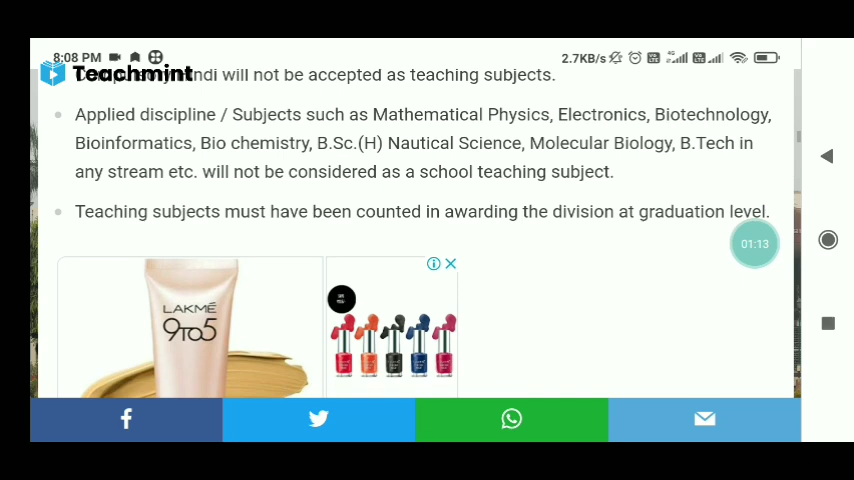 8:08 PM
2.7KB/s
Teachmint
ndi will not be accepted as teaching subjects.
Applied discipline / Subjects such as Mathematical Physics, Electronics, Biotechnology,
Bioinformatics, Bio chemistry, B.Sc.(H) Nautical Science, Molecular Biology, B.Tech in
any stream etc. will not be considered as a school teaching subject.
Teaching subjects must have been counted in awarding the division at graduation level.
01:13
LAKMÉ
9TO5